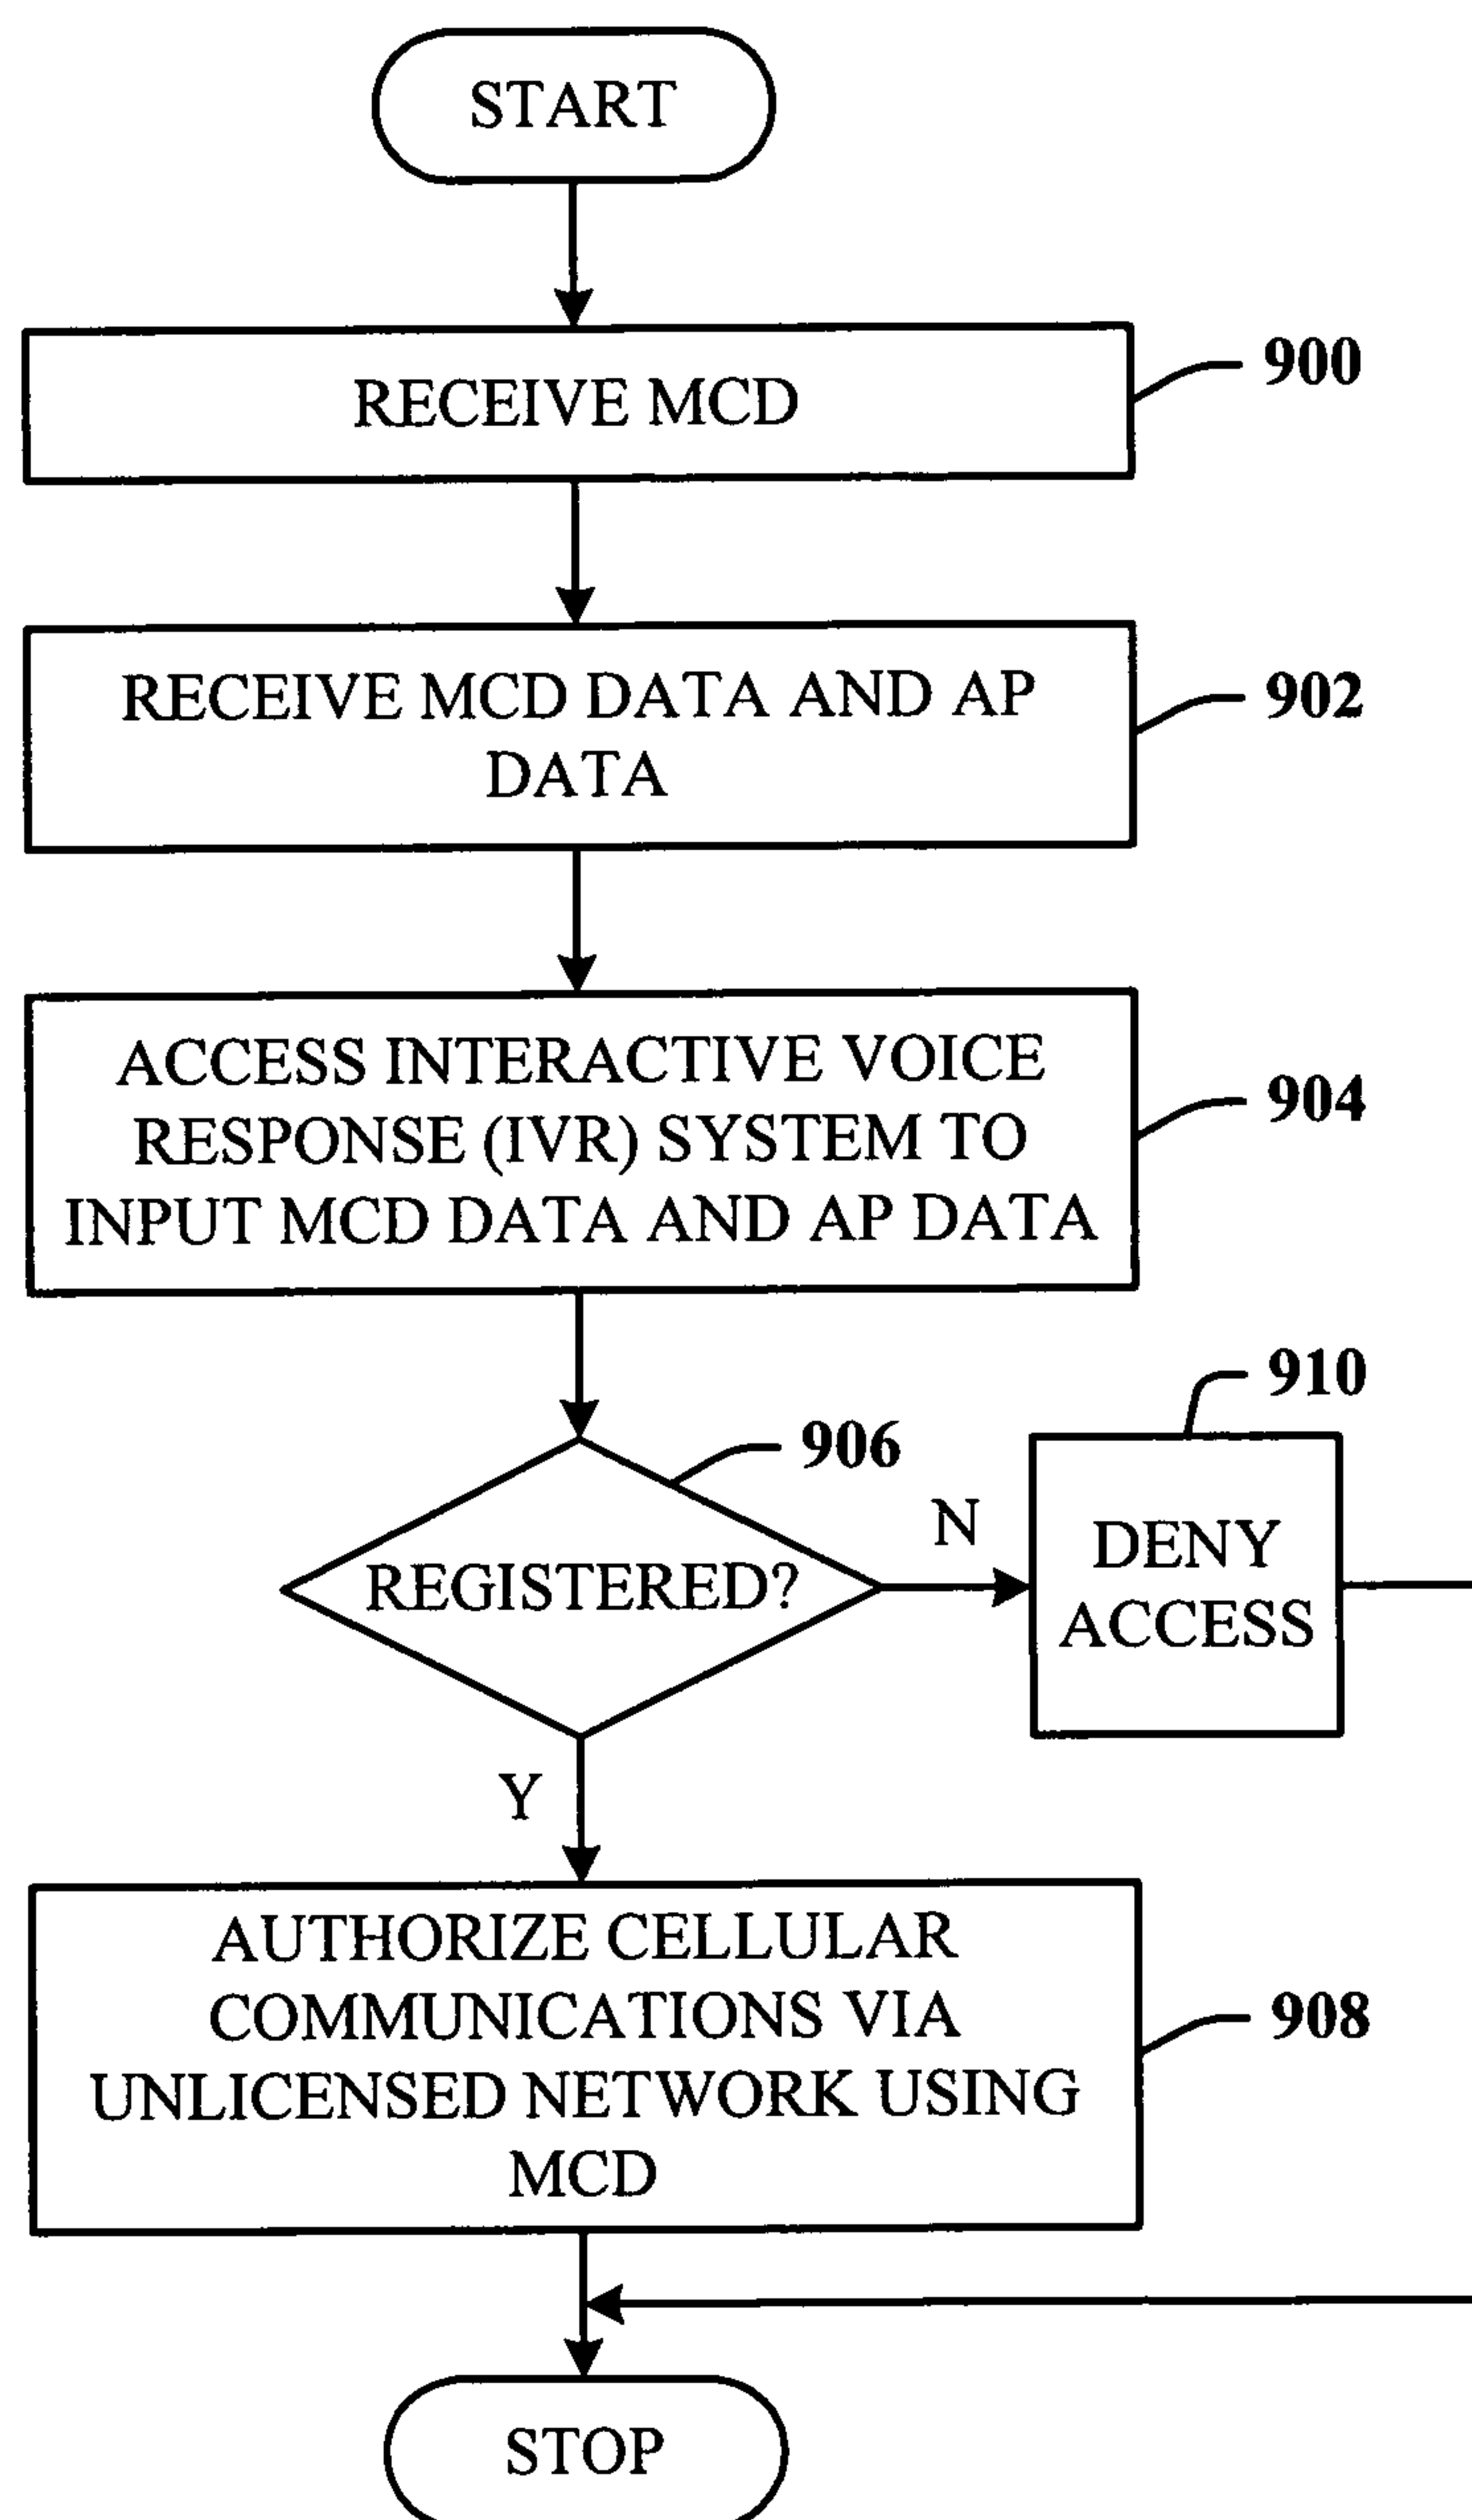 START
RECEIVE MCD
900
RECEIVE MCD DATA AND AP
DATA
902
ACCESS INTERACTIVE VOICE
RESPONSE (IVR) SYSTEM TO
INPUT MCD DATA AND AP DATA
904
906
REGISTERED?
N
910
DENY
ACCESS
Y
AUTHORIZE CELLULAR
COMMUNICATIONS VIA
UNLICENSED NETWORK USING
MCD
908
STOP